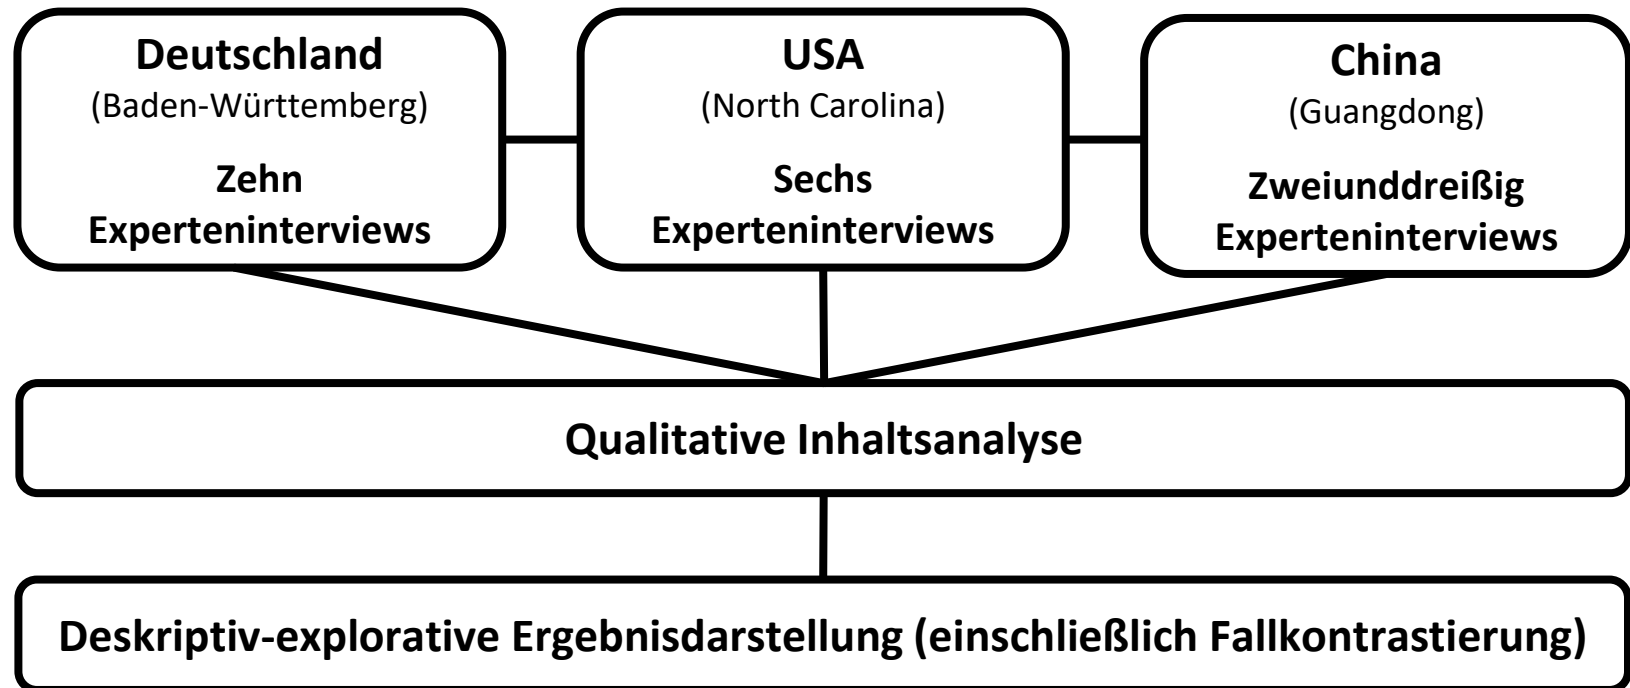 Deutschland
(Baden-Württemberg)
Zehn
Experteninterviews
USA
(North Carolina)
Sechs
Experteninterviews
China
(Guangdong)
Zweiunddreißig
Experteninterviews
Qualitative Inhaltsanalyse
Deskriptiv-explorative Ergebnisdarstellung (einschließlich Fallkontrastierung)